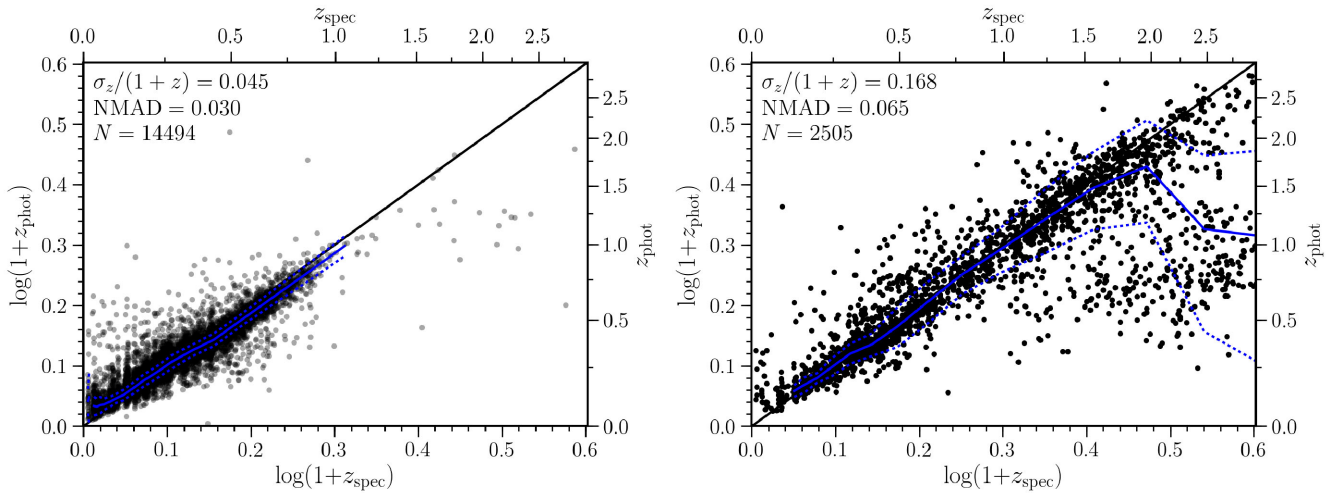 z_spec
0.0 0.5 1.0 1.5 2.0 2.5
σ_z/(1 + z) = 0.045
NMAD = 0.030
N = 14494
0.6
0.5
0.4
0.3
0.2
0.1
0.0
log(1+z_phot)
2.5
2.0
1.5
1.0
0.5
0.0
z_phot
0.0 0.1 0.2 0.3 0.4 0.5 0.6
log(1+z_spec)
z_spec
0.0 0.5 1.0 1.5 2.0 2.5
σ_z/(1 + z) = 0.168
NMAD = 0.065
N = 2505
0.6
0.5
0.4
0.3
0.2
0.1
0.0
log(1+z_phot)
2.5
2.0
1.5
1.0
0.5
0.0
z_phot
0.0 0.1 0.2 0.3 0.4 0.5 0.6
log(1+z_spec)